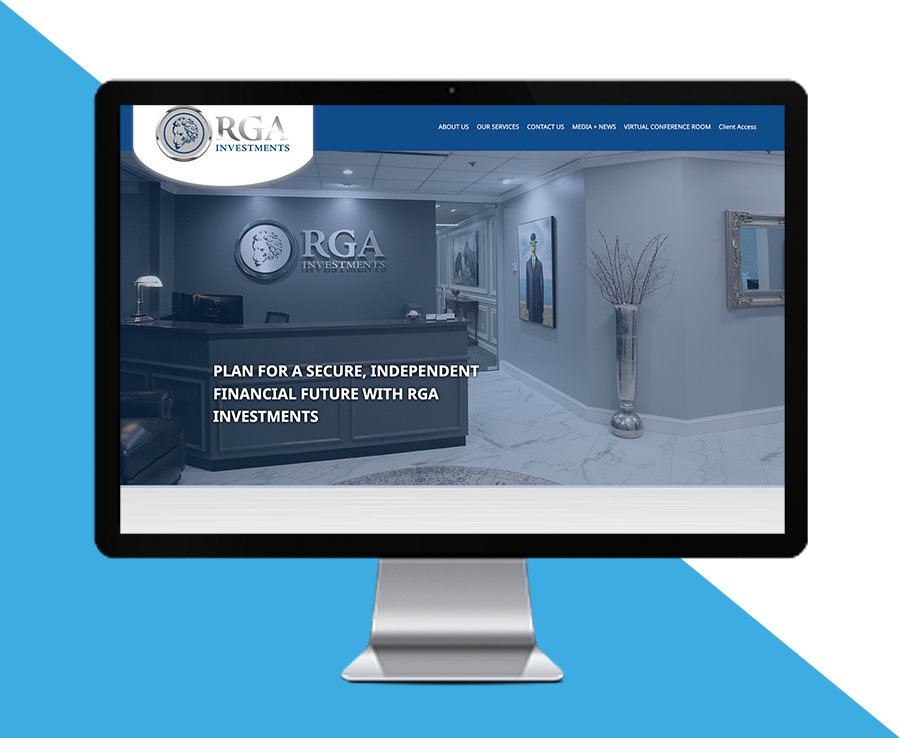 RGA
INVESTMENTS
ABOUT US OUR SERVICES CONTACT US MEDIA + NEWS VIRTUAL CONFERENCE ROOM Client Access
RGA
INVESTMENTS
PLAN FOR A SECURE, INDEPENDENT
FINANCIAL FUTURE WITH RGA
INVESTMENTS